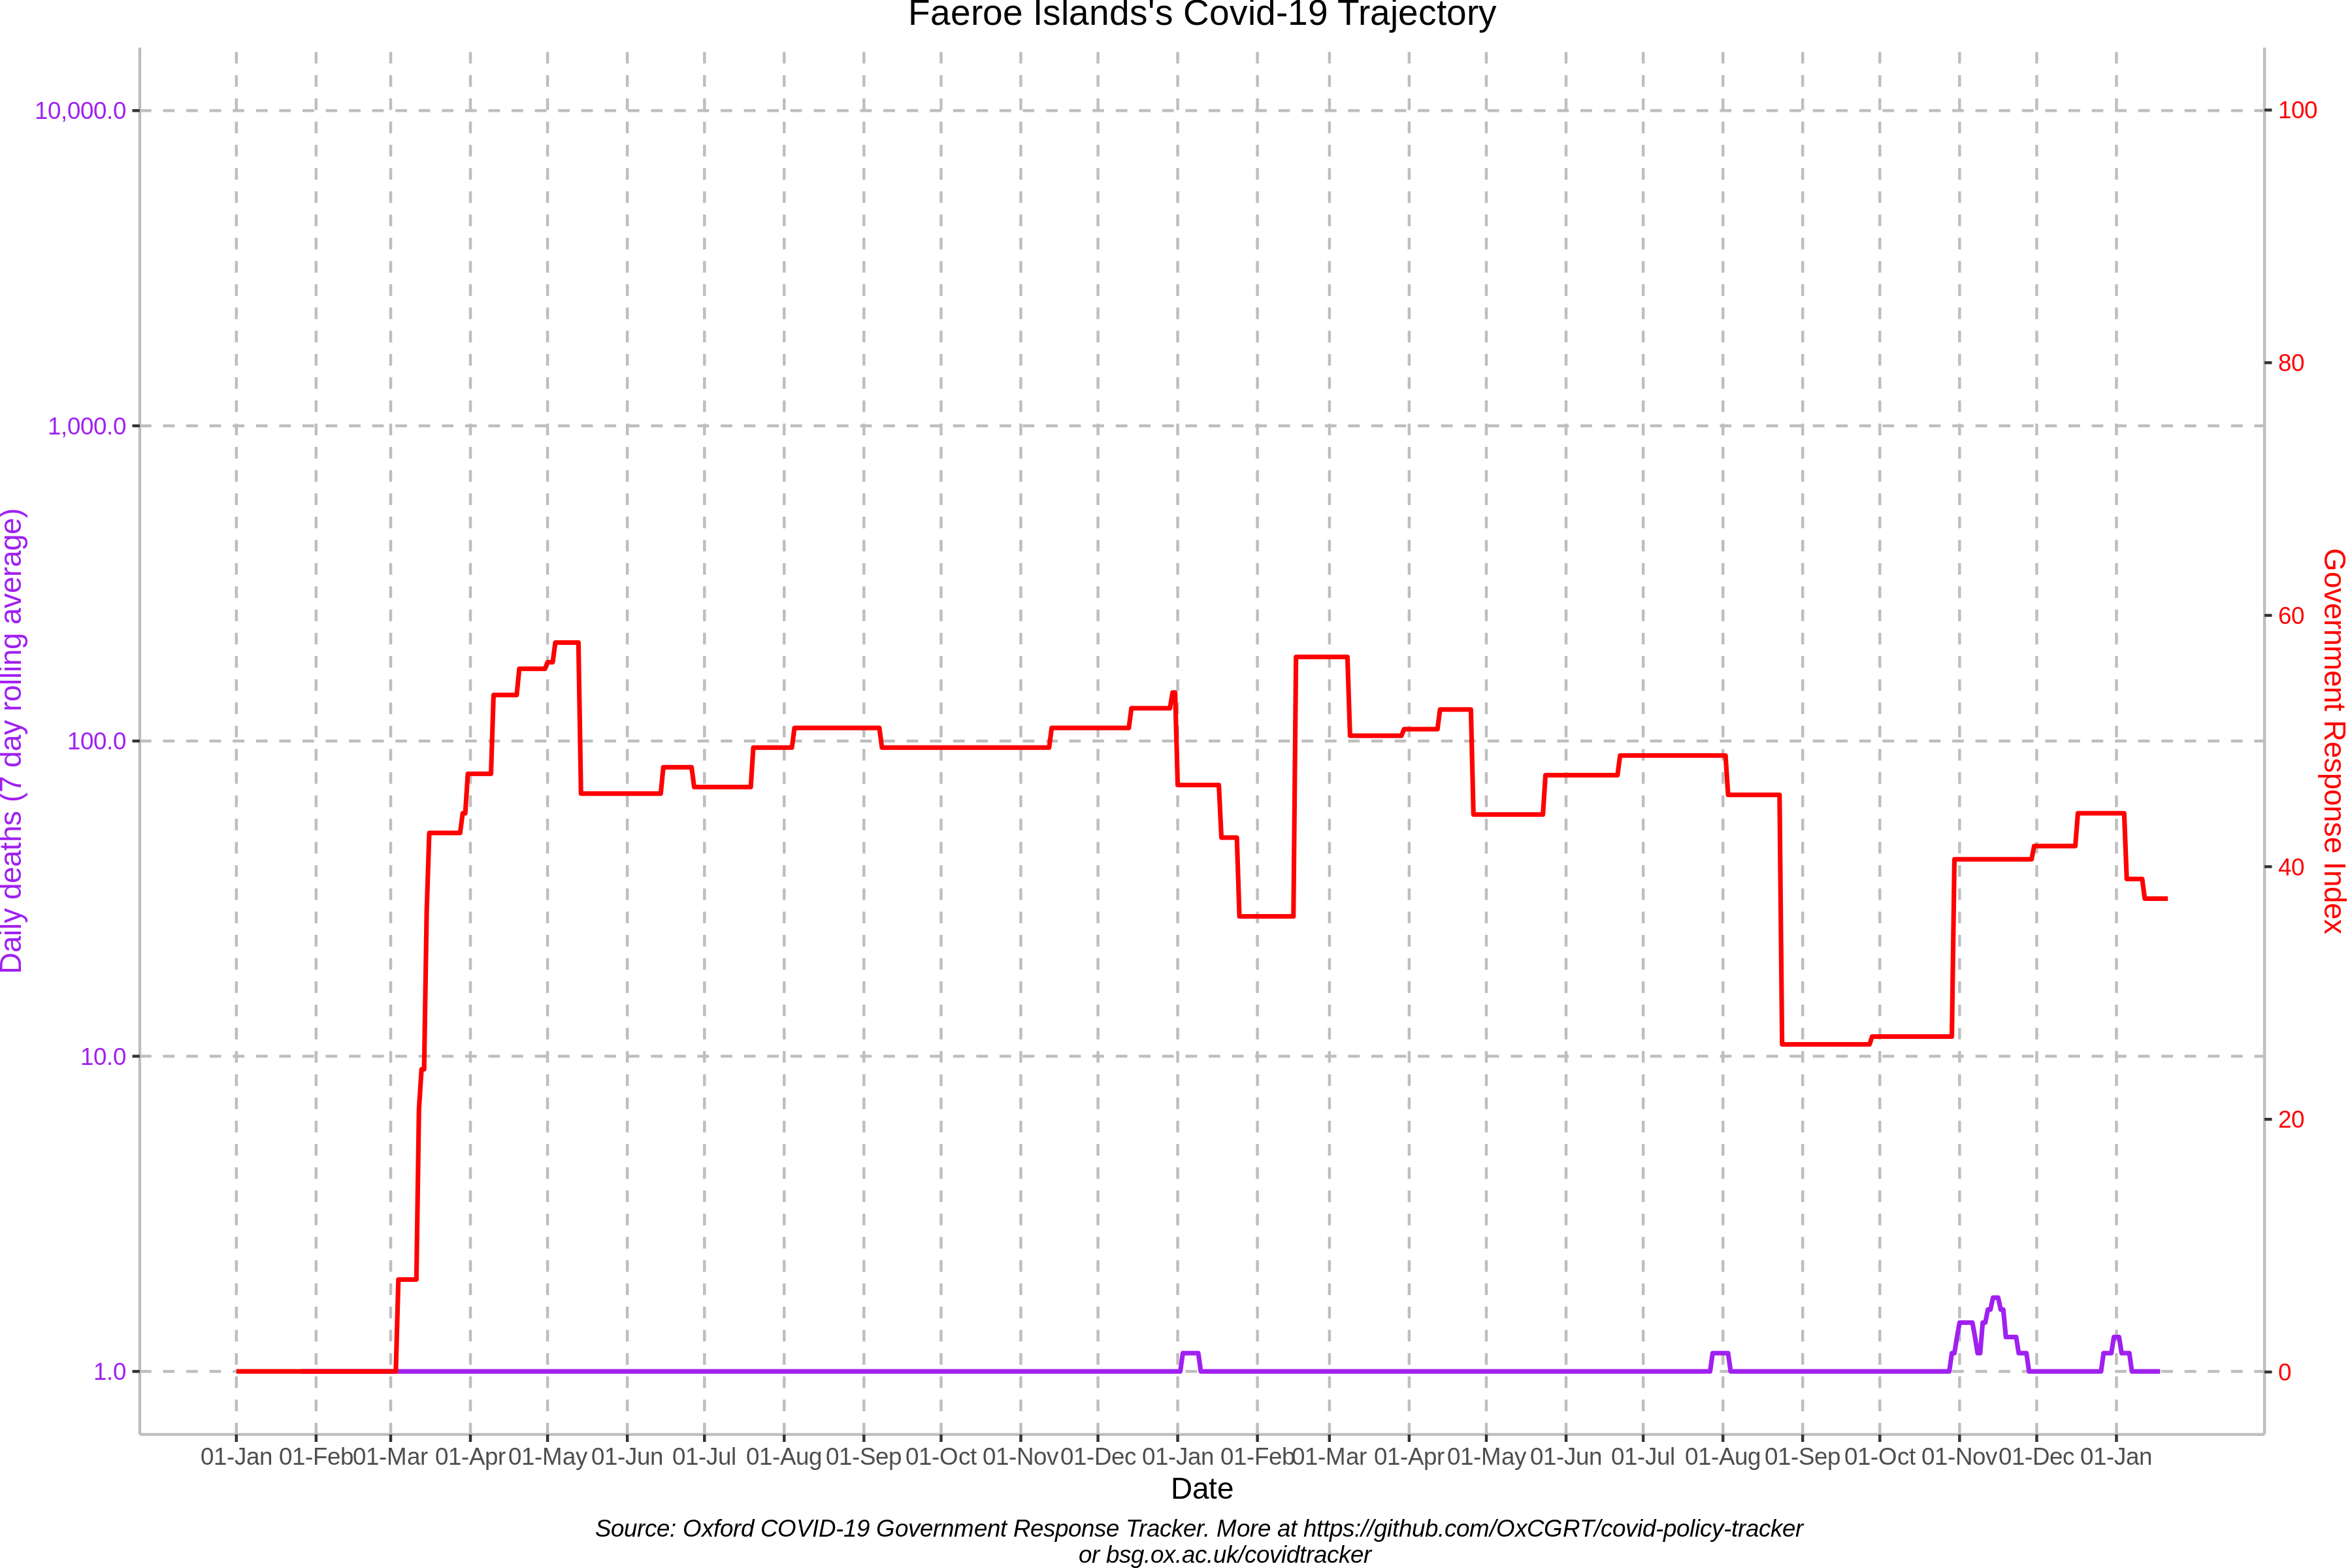 Faeroe Islands's Covid-19 Trajectory
10,000.0
1,000.0
100.0
10.0
1.0
Daily deaths (7 day rolling average)
100
80
60
40
20
0
Government Response Index
01-Jan 01-Feb 01-Mar 01-Apr 01-May 01-Jun 01-Jul 01-Aug 01-Sep 01-Oct 01-Nov 01-Dec 01-Jan 01-Feb 01-Mar 01-Apr 01-May 01-Jun 01-Jul 01-Aug 01-Sep 01-Oct 01-Nov 01-Dec 01-Jan
Date
Source: Oxford COVID-19 Government Response Tracker. More at https://github.com/OxCGRT/covid-policy-tracker
or bsg.ox.ac.uk/covidtracker